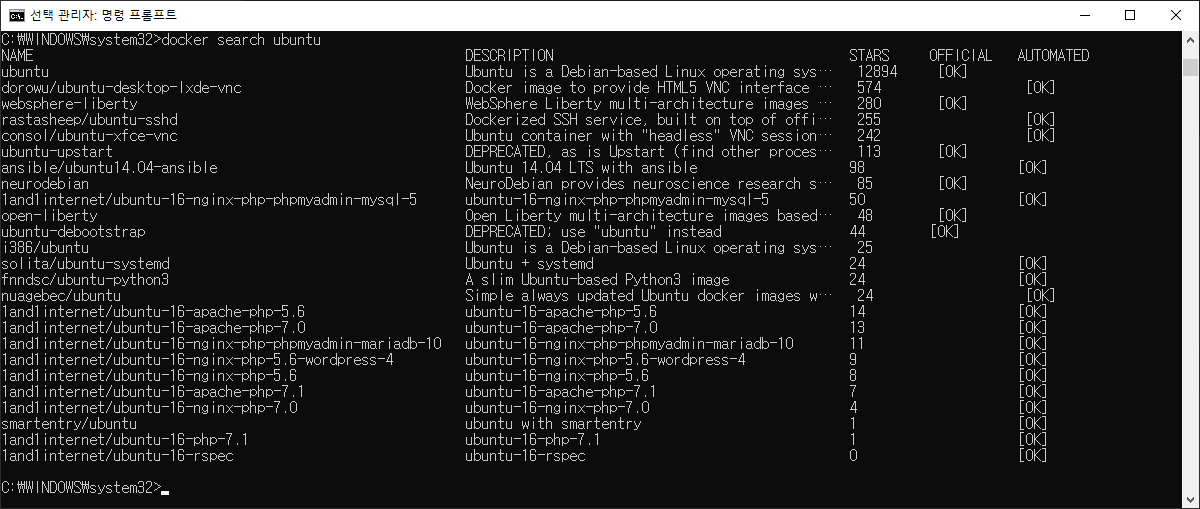 선택 관리자: 명령 프롬프트
C:₩WINDOWS₩system32>docker search ubuntu
NAME DESCRIPTION STARS OFFICIAL AUTOMATED
ubuntu Ubuntu is a Debian-based Linux operating sys… 12894 [OK]
dorowu/ubuntu-desktop-lxde-vnc Docker image to provide HTML5 VNC interface … 574 [OK]
websphere-liberty WebSphere Liberty multi-architecture images … 280 [OK]
rastasheep/ubuntu-sshd Dockerized SSH service, built on top of offi… 255 [OK]
consol/ubuntu-xfce-vnc Ubuntu container with "headless" VNC session… 242 [OK]
ubuntu-upstart DEPRECATED, as is Upstart (find other proces… 113 [OK]
ansible/ubuntu14.04-ansible Ubuntu 14.04 LTS with ansible 98 [OK]
neurodebian NeuroDebian provides neuroscience research s… 85 [OK]
1and1internet/ubuntu-16-nginx-php-phpmyadmin-mysql-5 ubuntu-16-nginx-php-phpmyadmin-mysql-5 50 [OK]
open-liberty Open Liberty multi-architecture images based… 48 [OK]
ubuntu-debootstrap DEPRECATED; use "ubuntu" instead 44 [OK]
i386/ubuntu Ubuntu is a Debian-based Linux operating sys… 25
solita/ubuntu-systemd Ubuntu + systemd 24 [OK]
fnndsc/ubuntu-python3 A slim Ubuntu-based Python3 image 24 [OK]
nuagebec/ubuntu Simple always updated Ubuntu docker images w… 24 [OK]
1and1internet/ubuntu-16-apache-php-5.6 ubuntu-16-apache-php-5.6 14 [OK]
1and1internet/ubuntu-16-apache-php-7.0 ubuntu-16-apache-php-7.0 13 [OK]
1and1internet/ubuntu-16-nginx-php-phpmyadmin-mariadb-10 ubuntu-16-nginx-php-phpmyadmin-mariadb-10 11 [OK]
1and1internet/ubuntu-16-nginx-php-5.6-wordpress-4 ubuntu-16-nginx-php-5.6-wordpress-4 9 [OK]
1and1internet/ubuntu-16-nginx-php-5.6 ubuntu-16-nginx-php-5.6 8 [OK]
1and1internet/ubuntu-16-apache-php-7.1 ubuntu-16-apache-php-7.1 7 [OK]
1and1internet/ubuntu-16-nginx-php-7.0 ubuntu-16-nginx-php-7.0 4 [OK]
smartentry/ubuntu ubuntu with smartentry 1 [OK]
1and1internet/ubuntu-16-php-7.1 ubuntu-16-php-7.1 1 [OK]
1and1internet/ubuntu-16-rspec ubuntu-16-rspec 0 [OK]
C:₩WINDOWS₩system32>